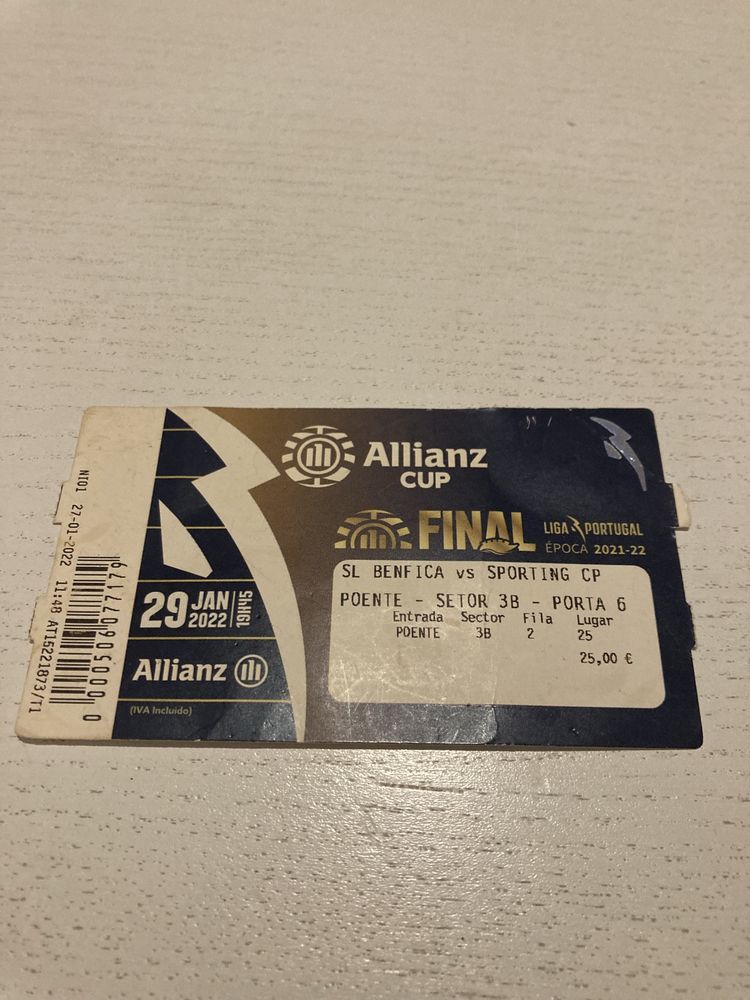 Allianz
CUP
FINAL
LIGA PORTUGAL
ÉPOCA 2021-22
SL BENFICA vs SPORTING CP
POENTE - SETOR 3B - PORTA 6
Entrada Sector Fila Lugar
POENTE 3B 2 25
25,00 €
29 JAN 2022 19H45
Allianz
(IVA Incluido)
NI01 27-01-2022 11:48 AT15221873/T1